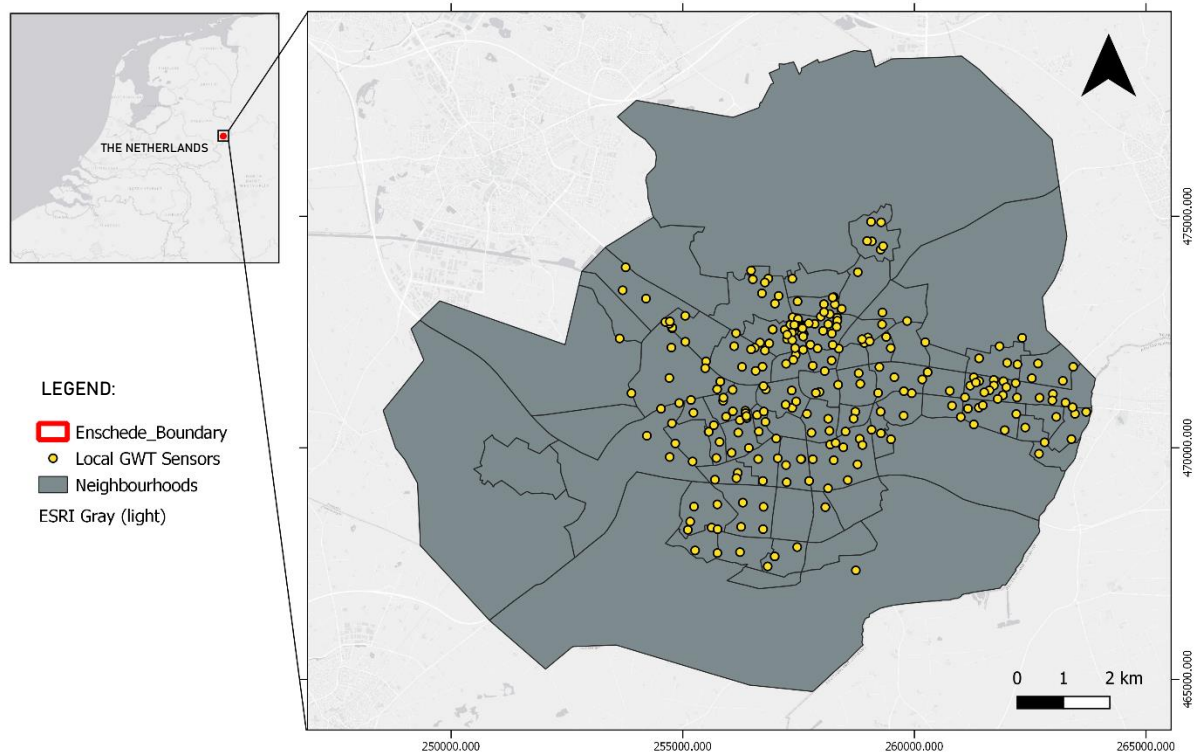 THE NETHERLANDS
LEGEND:
Enschede_Boundary
Local GWT Sensors
Neighbourhoods
ESRI Gray (light)
475000.000
470000.000
465000.000
0 1 2 km
250000.000 255000.000 260000.000 265000.000